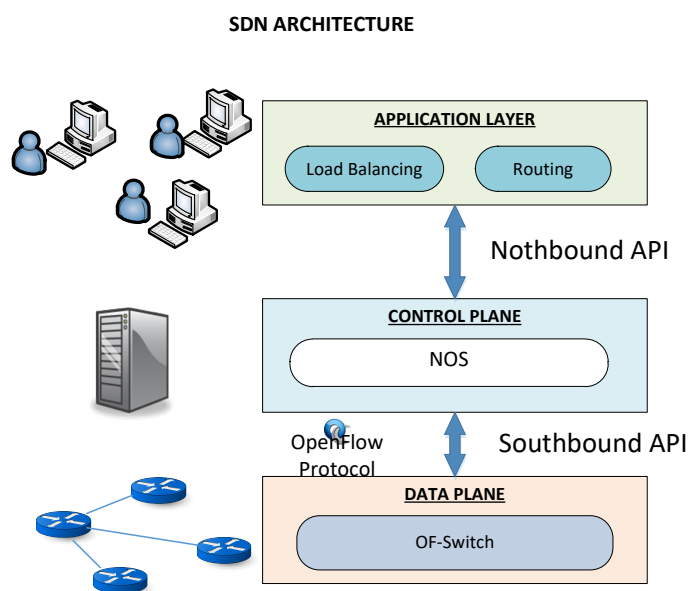 SDN ARCHITECTURE
APPLICATION LAYER
Load Balancing
Routing
Nothbound API
CONTROL PLANE
NOS
OpenFlow
Protocol
Southbound API
DATA PLANE
OF-Switch